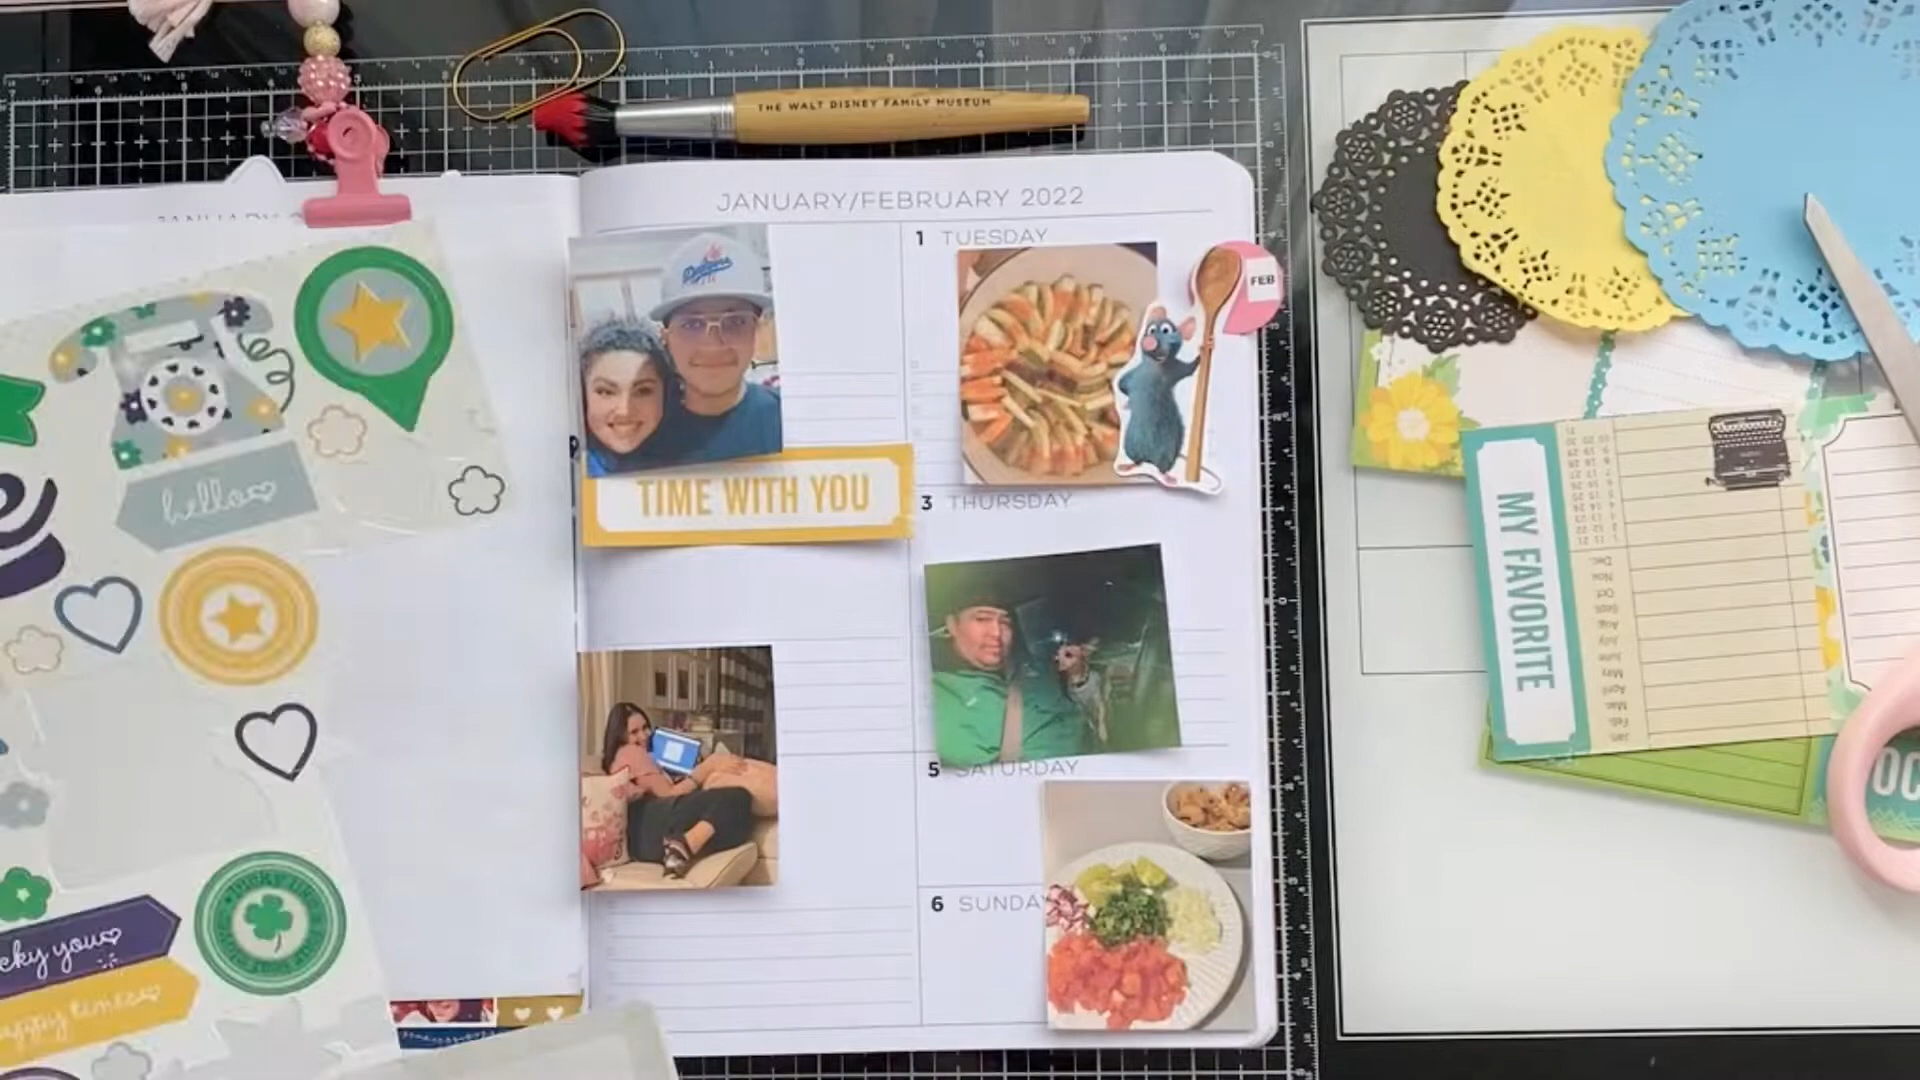 THE WALT DISNEY FAMILY MUSEUM
JANUARY/FEBRUARY 2022
1 TUESDAY
FEB
hello
TIME WITH YOU
3 THURSDAY
MY FAVORITE
Dec.
Nov.
Oct.
Sept.
Aug.
July
June
May
April
Mar.
Feb.
Jan.
5 SATURDAY
6 SUNDAY
you
OC